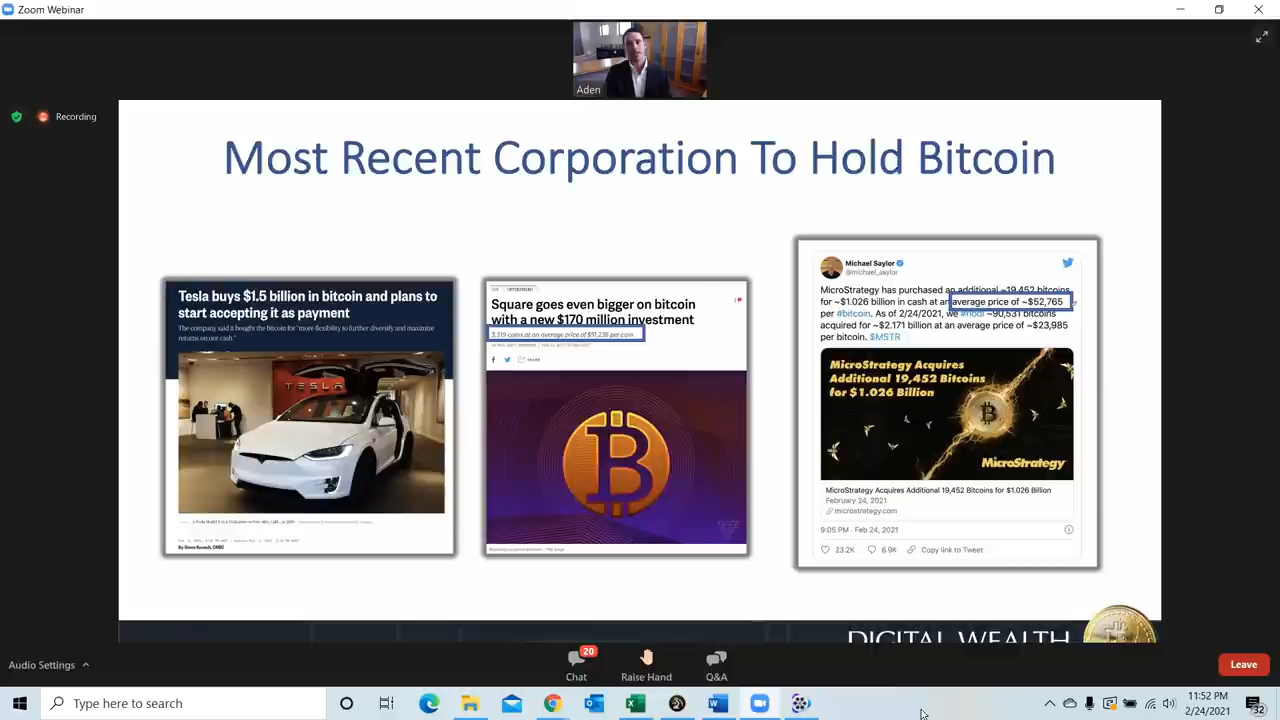 Zoom Webinar
Aden
Recording
Most Recent Corporation To Hold Bitcoin
Tesla buys $1.5 billion in bitcoin and plans to
start accepting it as payment
The company said it bought the bitcoin for "more flexibility to further diversify and maximize
returns on our cash."
TESLA
Square goes even bigger on bitcoin
with a new $170 million investment
3,319 coins at an average price of $51,236 per coin.
SHARE
Michael Saylor
@michael_saylor
MicroStrategy has purchased an additional ~19,452 bitcoins
for ~$1.026 billion in cash at an average price of ~$52,765
per #bitcoin. As of 2/24/2021, we #hodl ~90,531 bitcoins
acquired for ~$2.171 billion at an average price of ~$23,985
per bitcoin. $MSTR
MicroStrategy Acquires
Additional 19,452 Bitcoins
for $1.026 Billion
MicroStrategy
MicroStrategy Acquires Additional 19,452 Bitcoins for $1.026 Billion
February 24, 2021
microstrategy.com
9:05 PM · Feb 24, 2021
23.2K
6.9K
Copy link to Tweet
DIGITAL WEALTH
Audio Settings
20
Chat
Raise Hand
Q&A
Leave
Type here to search
11:52 PM
2/24/2021
32